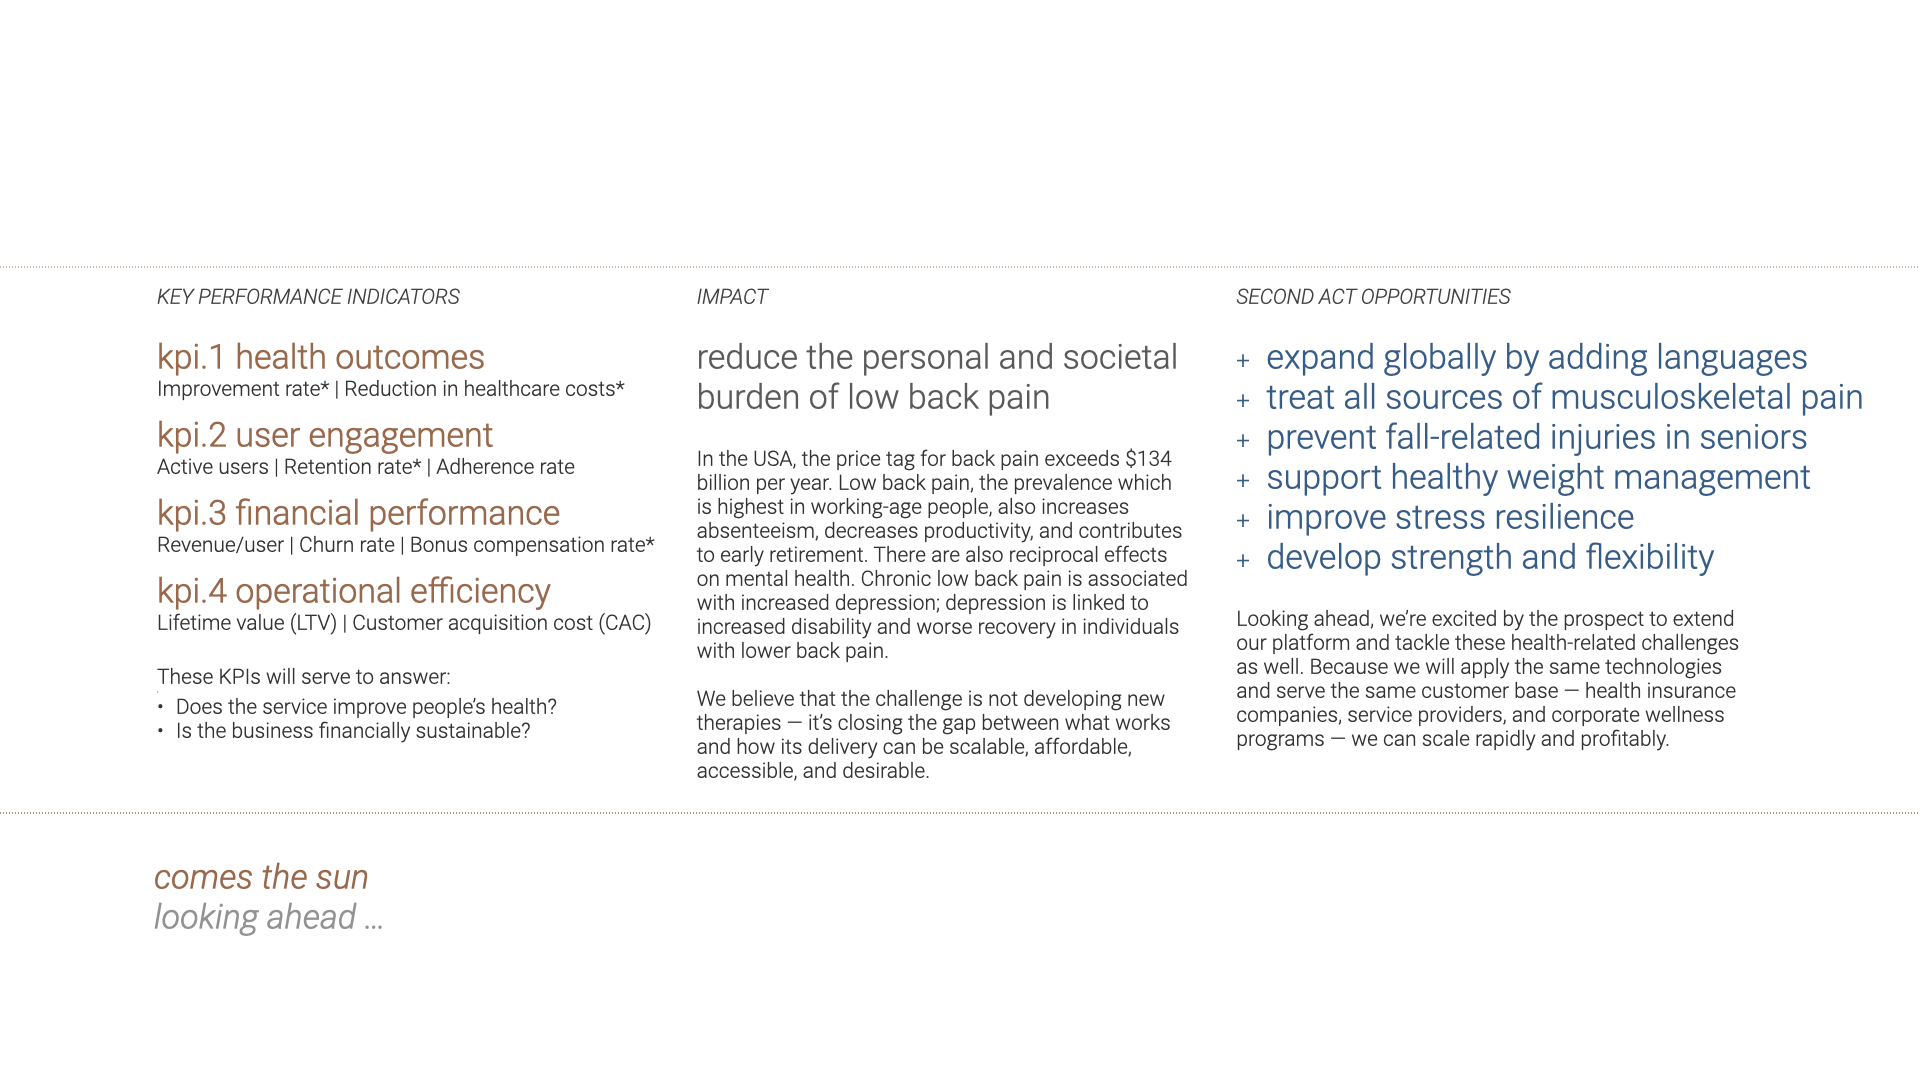 KEY PERFORMANCE INDICATORS
kpi.1 health outcomes
Improvement rate* | Reduction in healthcare costs*
kpi.2 user engagement
Active users | Retention rate* | Adherence rate
kpi.3 financial performance
Revenue/user | Churn rate | Bonus compensation rate*
kpi.4 operational efficiency
Lifetime value (LTV) | Customer acquisition cost (CAC)
These KPIs will serve to answer:
• Does the service improve people’s health?
• Is the business financially sustainable?
IMPACT
reduce the personal and societal
burden of low back pain
In the USA, the price tag for back pain exceeds $134
billion per year. Low back pain, the prevalence which
is highest in working-age people, also increases
absenteeism, decreases productivity, and contributes
to early retirement. There are also reciprocal effects
on mental health. Chronic low back pain is associated
with increased depression; depression is linked to
increased disability and worse recovery in individuals
with lower back pain.
We believe that the challenge is not developing new
therapies — it’s closing the gap between what works
and how its delivery can be scalable, affordable,
accessible, and desirable.
SECOND ACT OPPORTUNITIES
+ expand globally by adding languages
+ treat all sources of musculoskeletal pain
+ prevent fall-related injuries in seniors
+ support healthy weight management
+ improve stress resilience
+ develop strength and flexibility
Looking ahead, we’re excited by the prospect to extend
our platform and tackle these health-related challenges
as well. Because we will apply the same technologies
and serve the same customer base — health insurance
companies, service providers, and corporate wellness
programs — we can scale rapidly and profitably.
comes the sun
looking ahead ...